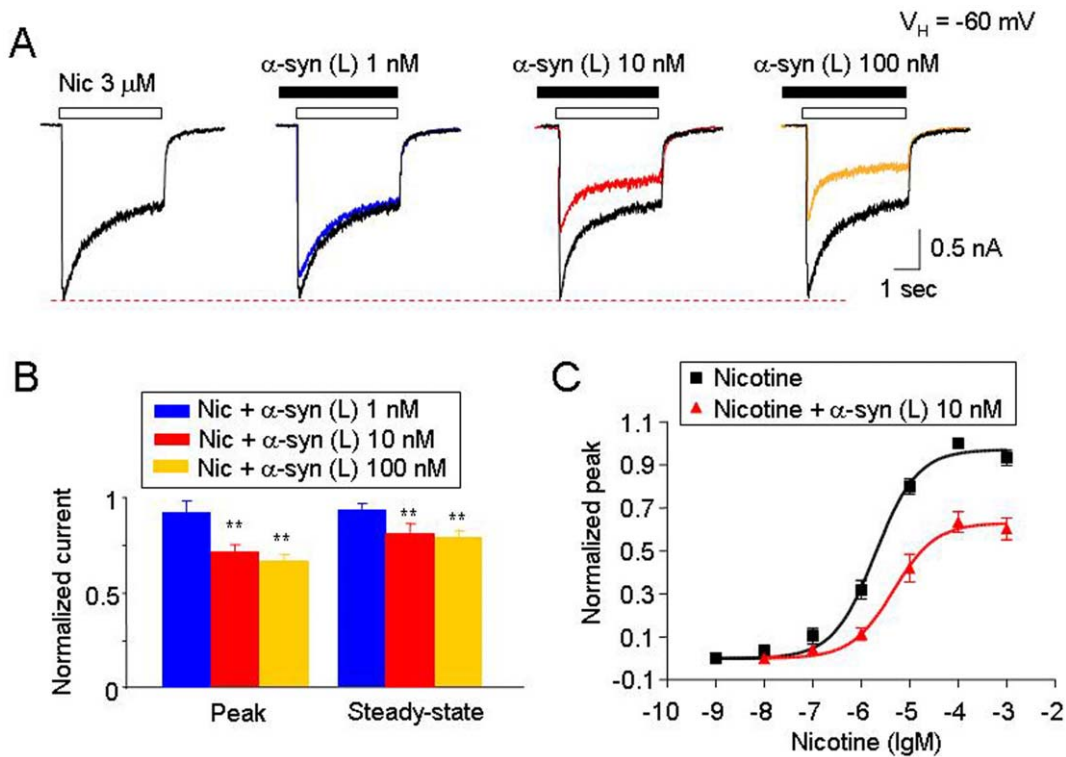 A
V_H = -60 mV
Nic 3 μM
α-syn (L) 1 nM
α-syn (L) 10 nM
α-syn (L) 100 nM
0.5 nA
1 sec
B
Nic + α-syn (L) 1 nM
Nic + α-syn (L) 10 nM
Nic + α-syn (L) 100 nM
Normalized current
1
0.5
0
** **
** **
Peak
Steady-state
C
Nicotine
Nicotine + α-syn (L) 10 nM
Normalized peak
1.1
0.9
0.7
0.5
0.3
0.1
-0.1
-10 -9 -8 -7 -6 -5 -4 -3 -2
Nicotine (lgM)